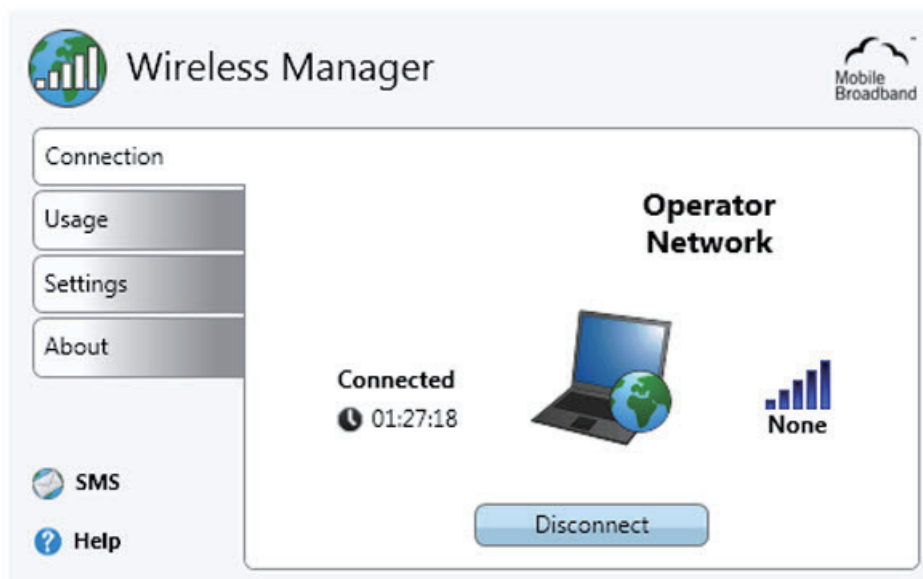 Wireless Manager
Mobile
Broadband
Connection
Usage
Settings
About
SMS
Help
Operator
Network
Connected
01:27:18
None
Disconnect